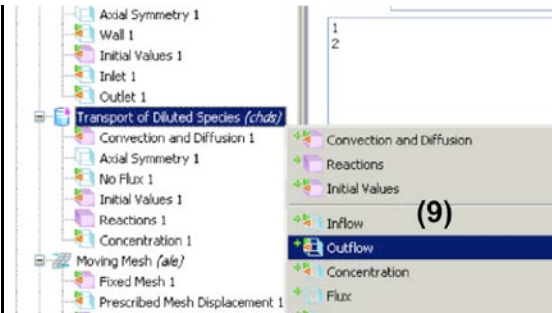 Axial Symmetry 1
Wall 1
Initial Values 1
Inlet 1
Outlet 1
Transport of Diluted Species (chds)
Convection and Diffusion 1
Axial Symmetry 1
No Flux 1
Initial Values 1
Reactions 1
Concentration 1
Moving Mesh (ale)
Fixed Mesh 1
Prescribed Mesh Displacement 1
1
2
Convection and Diffusion
Reactions
Initial Values
(9)
Inflow
Outflow
Concentration
Flux